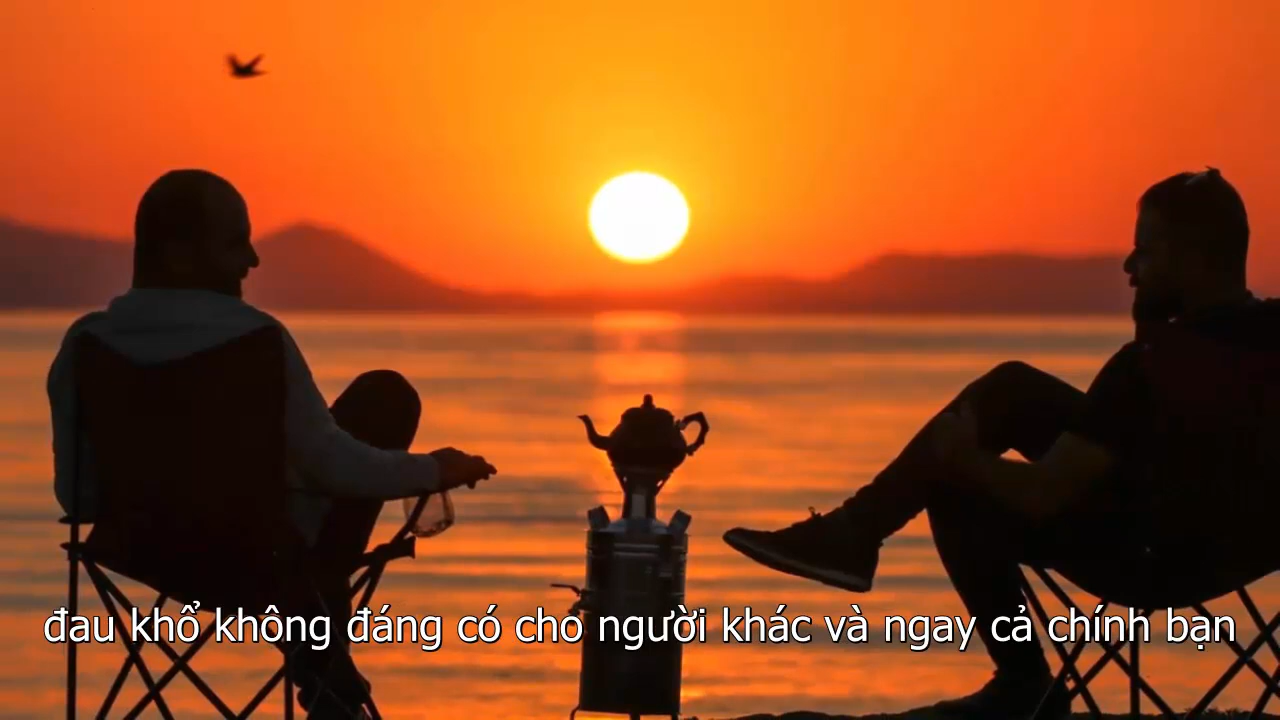 đau khổ không đáng có cho người khác và ngay cả chính bạn